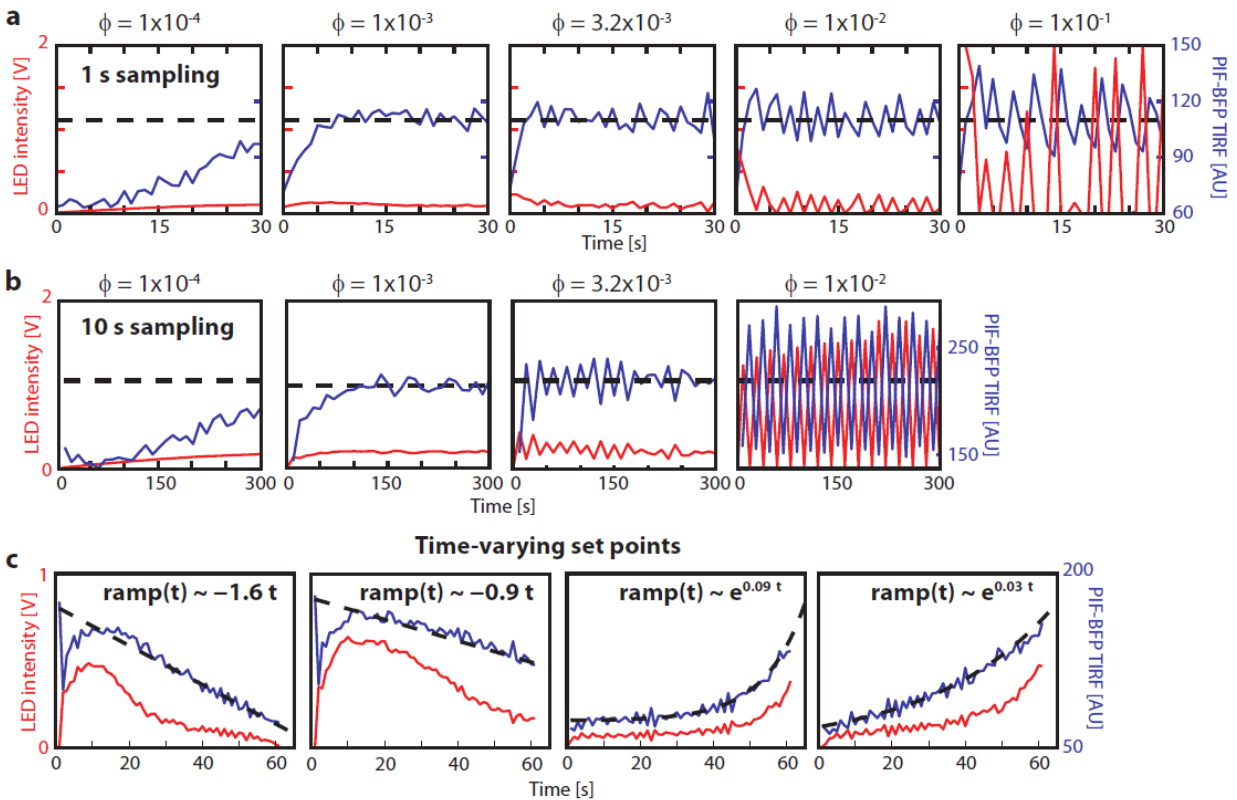 a
ϕ = 1x10⁻⁴
ϕ = 1x10⁻³
ϕ = 3.2x10⁻³
ϕ = 1x10⁻²
ϕ = 1x10⁻¹
LED intensity [V]
2
0
1 s sampling
150
120
90
60
PIF-BFP TIRF [AU]
0 30
0 30
0 30
0 30
0 30
Time [s]
b
ϕ = 1x10⁻⁴
ϕ = 1x10⁻³
ϕ = 3.2x10⁻³
ϕ = 1x10⁻²
LED intensity [V]
2
0
10 s sampling
250
150
PIF-BFP TIRF [AU]
0 150 300
0 150 300
0 150 300
0 150 300
Time [s]
Time-varying set points
c
LED intensity [V]
1
0
ramp(t) ~ −1.6 t
ramp(t) ~ −0.9 t
ramp(t) ~ e⁰·⁰⁹ ᵗ
ramp(t) ~ e⁰·⁰³ ᵗ
200
50
PIF-BFP TIRF [AU]
0 20 40 60
0 20 40 60
0 20 40 60
0 20 40 60
Time [s]